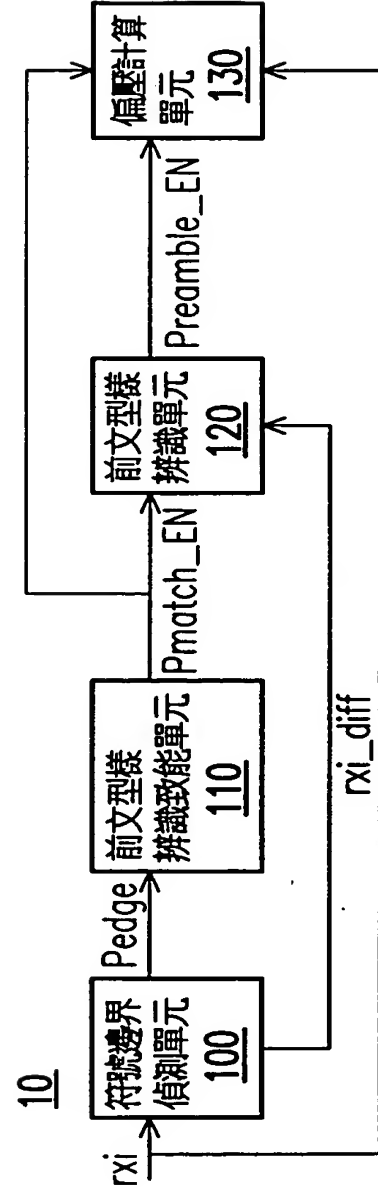 10
rxi
符號邊界
偵測單元
100
Pedge
前文型樣
辨識致能單元
110
Pmatch_EN
前文型樣
辨識單元
120
Preamble_EN
偏壓計算
單元
130
rxi_diff